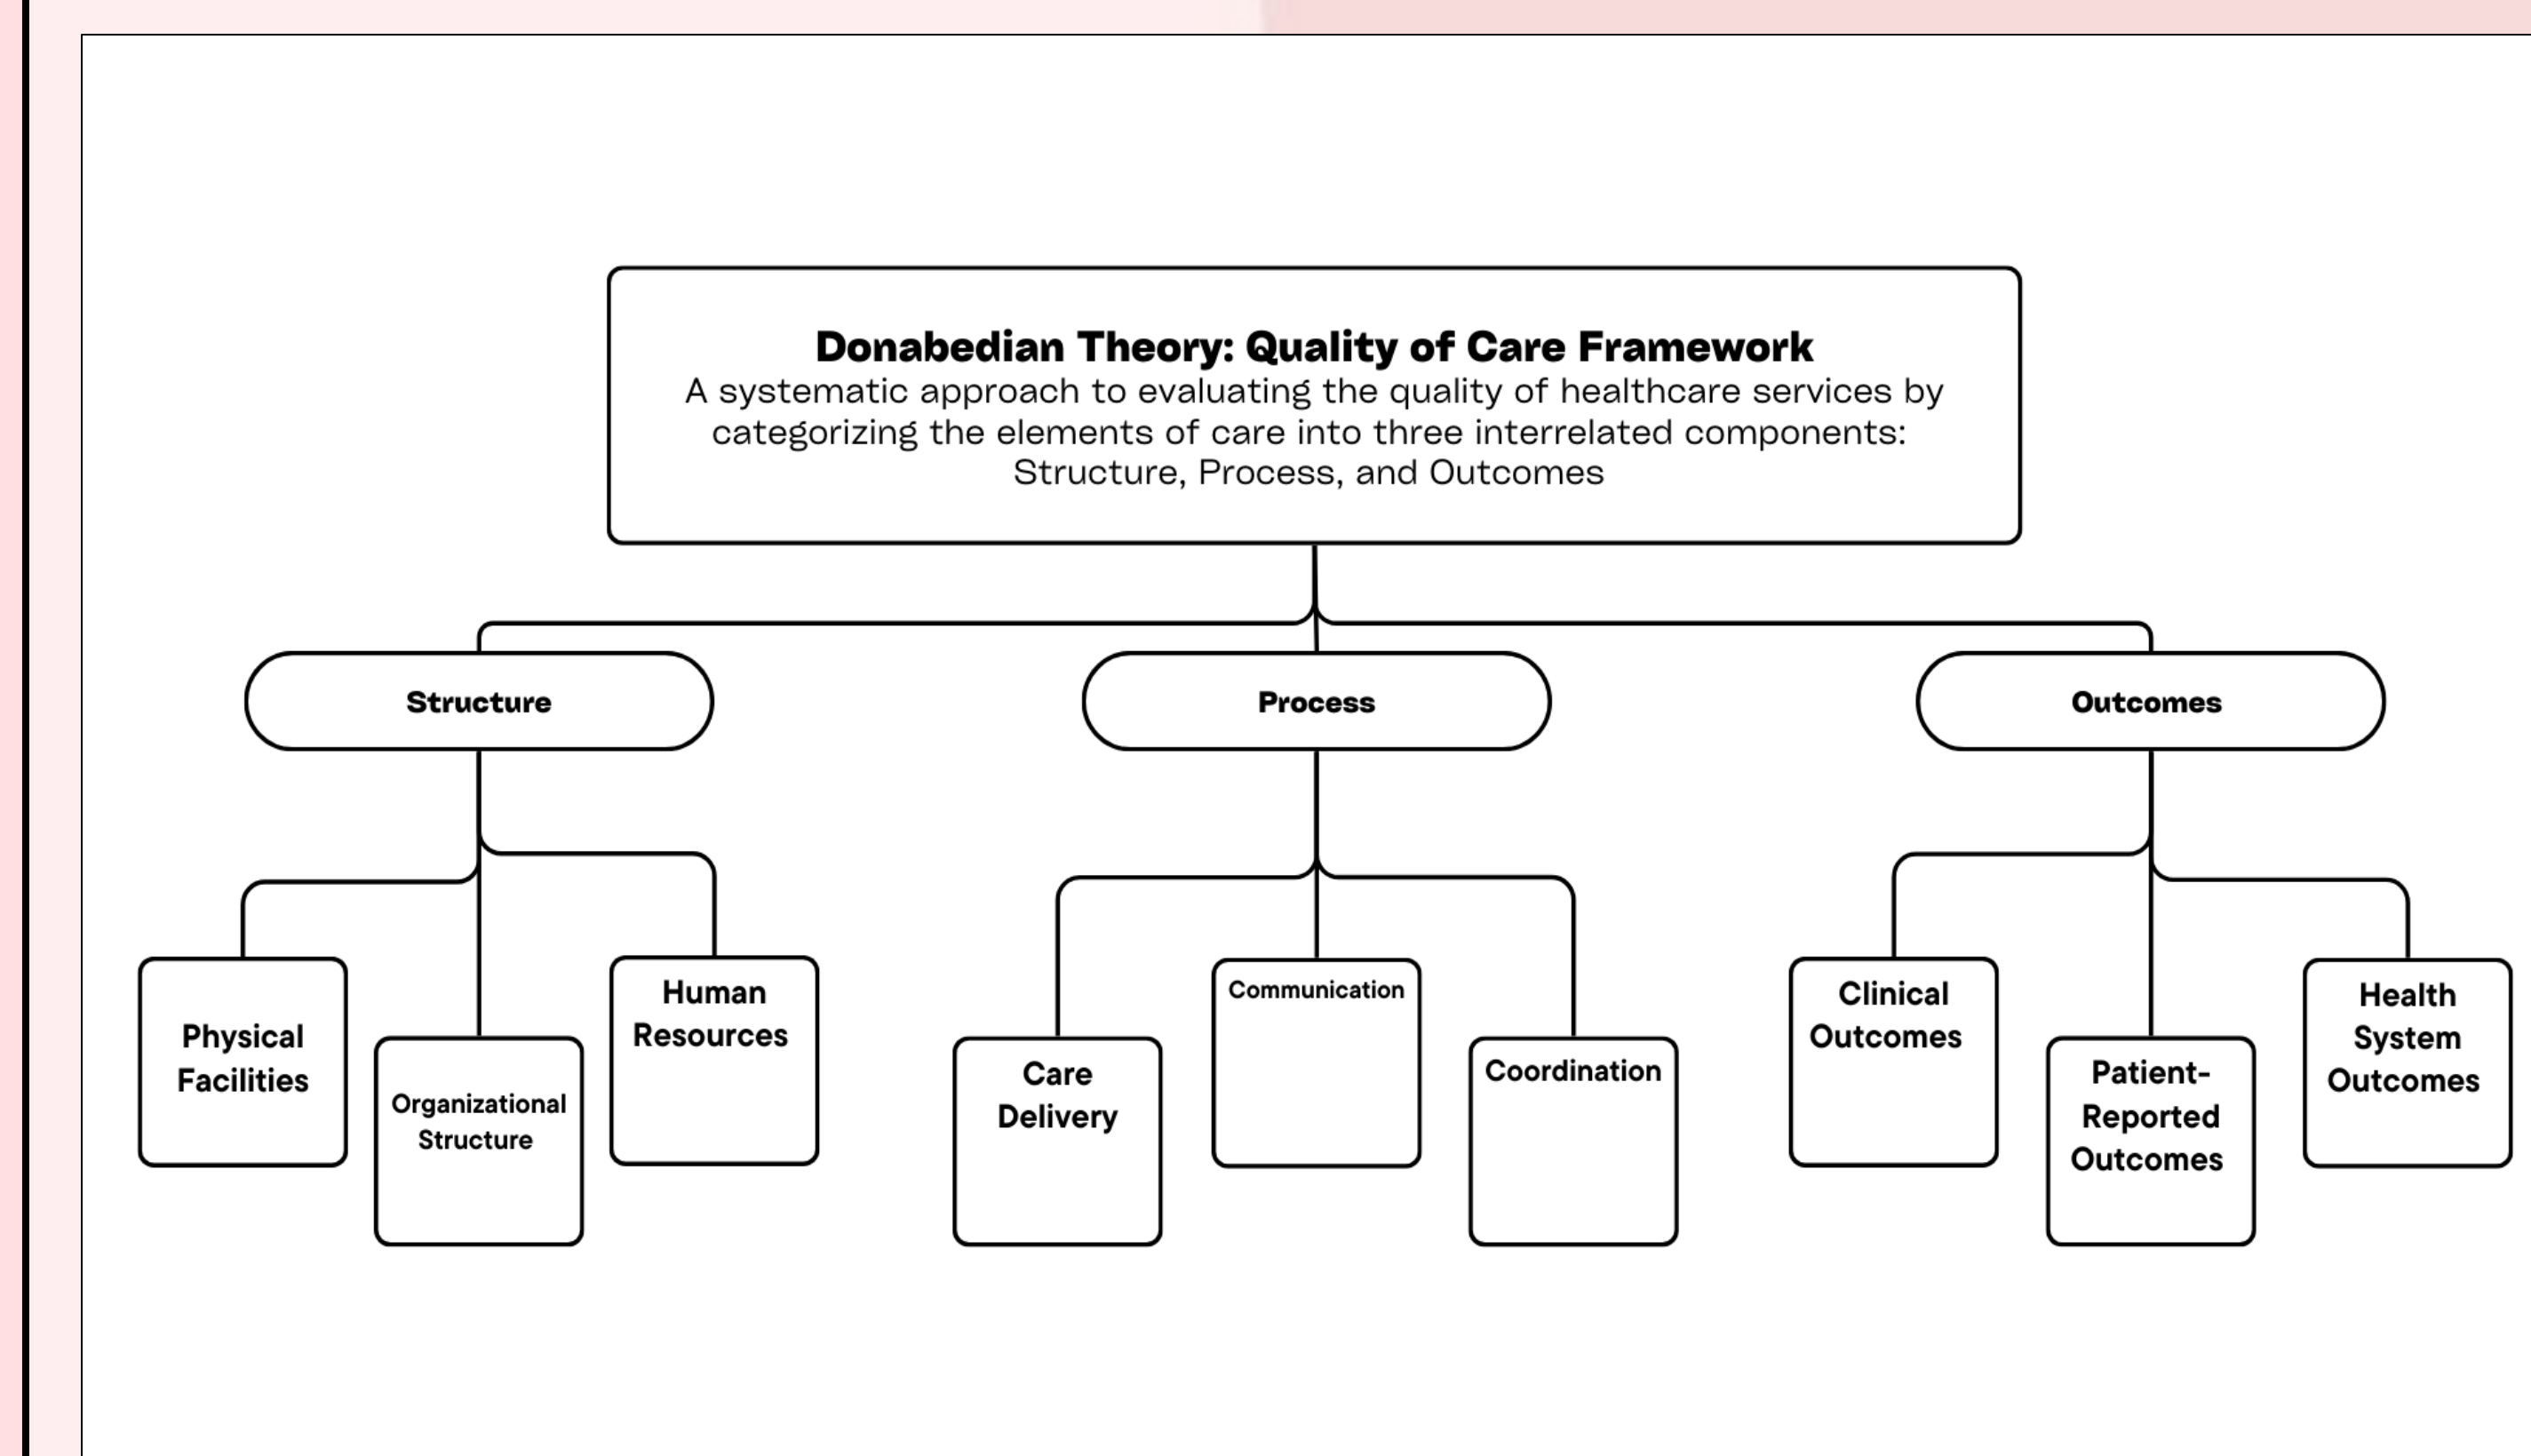 Donabedian Theory: Quality of Care Framework
A systematic approach to evaluating the quality of healthcare services by
categorizing the elements of care into three interrelated components:
Structure, Process, and Outcomes
Structure
Process
Outcomes
Physical
Facilities
Organizational
Structure
Human
Resources
Care
Delivery
Communication
Coordination
Clinical
Outcomes
Patient-
Reported
Outcomes
Health
System
Outcomes